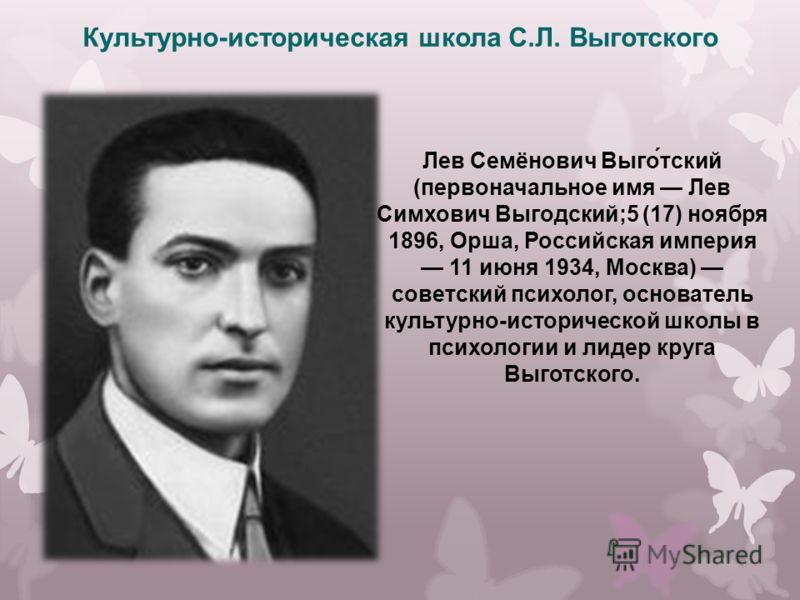 Культурно-историческая школа С.Л. Выготского
Лев Семёнович Выго́тский
(первоначальное имя — Лев
Симхович Выгодский;5 (17) ноября
1896, Орша, Российская империя
— 11 июня 1934, Москва) —
советский психолог, основатель
культурно-исторической школы в
психологии и лидер круга
Выготского.
MyShared